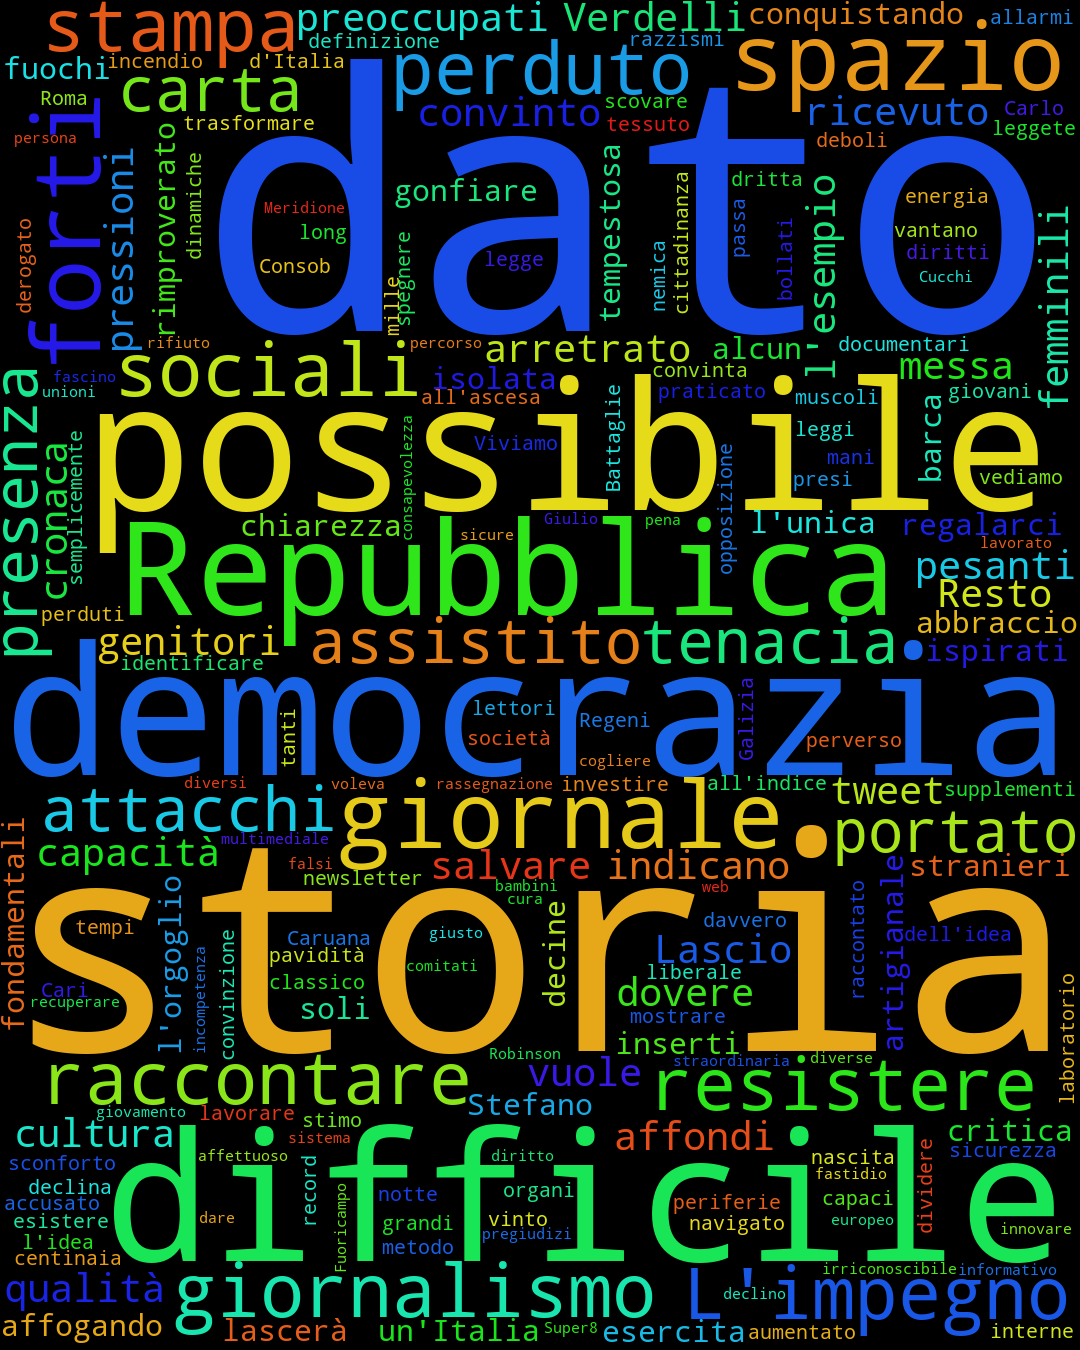 stampa
preoccupati
Verdelli
conquistando
allarmi
definizione
razzismi
spazio
fuochi
incendio
d'Italia
perduto
carta
Roma
convinto
scovare
ricevuto
Carlo
persona
trasformare
tessuto
deboli
leggete
forti
pressioni
rimproverato
dinamiche
derogato
dato
Meridione
long
Consob
gonfiare
legge
mille
spegnere
tempestosa
nemica
cittadinanza
dritta
passa
bollati
l'esempio
energia
vantano
diritti
Cucchi
femminili
rifiuto
percorso
sociali
arretrato
alcun
documentari
messa
fascino
unioni
isolata
convinta
all'ascesa
praticato
muscoli
giovani
presenza
cronaca
semplicemente
possibile
consapevolezza
Viviamo
Battaglie
leggi
mani
presi
barca
vediamo
opposizione
chiarezza
sicure
Giulio
pena
l'unica
regalarci
lavorato
Repubblica
pesanti
Resto
perduti
abbraccio
genitori
assistito
tenacia
ispirati
identificare
democrazia
tanti
lettori
Regeni
società
Galizia
perverso
cogliere
diversi
voleva
rassegnazione
investire
all'indice
tweet
supplementi
attacchi
giornale
portato
fondamentali
capacità
multimediale
falsi
newsletter
salvare
indicano
stranieri
bambini
cura
web
storia
tempi
l'orgoglio
incompetenza
convinzione
Caruana
pavidità
classico
soli
giusto
comitati
decine
davvero
Lascio
liberale
dovere
mostrare
inserti
raccontato
artigianale
dell'idea
laboratorio
Cari
recuperare
Robinson
straordinaria
diverse
raccontare
vuole
resistere
giovamento
lavorare
stimo
Stefano
cultura
sistema
affondi
critica
sconforto
affettuoso
diritto
nascita
sicurezza
declina
fastidio
difficile
accusato
record
Fuoricampo
notte
organi
periferie
capaci
dividere
esistere
dare
grandi
vinto
navigato
europeo
innovare
l'idea
metodo
pregiudizi
centinaia
irriconoscibile
informativo
qualità
giornalismo
L'impegno
declino
affogando
lascerà
un'Italia
Super8
esercita
aumentato
interne